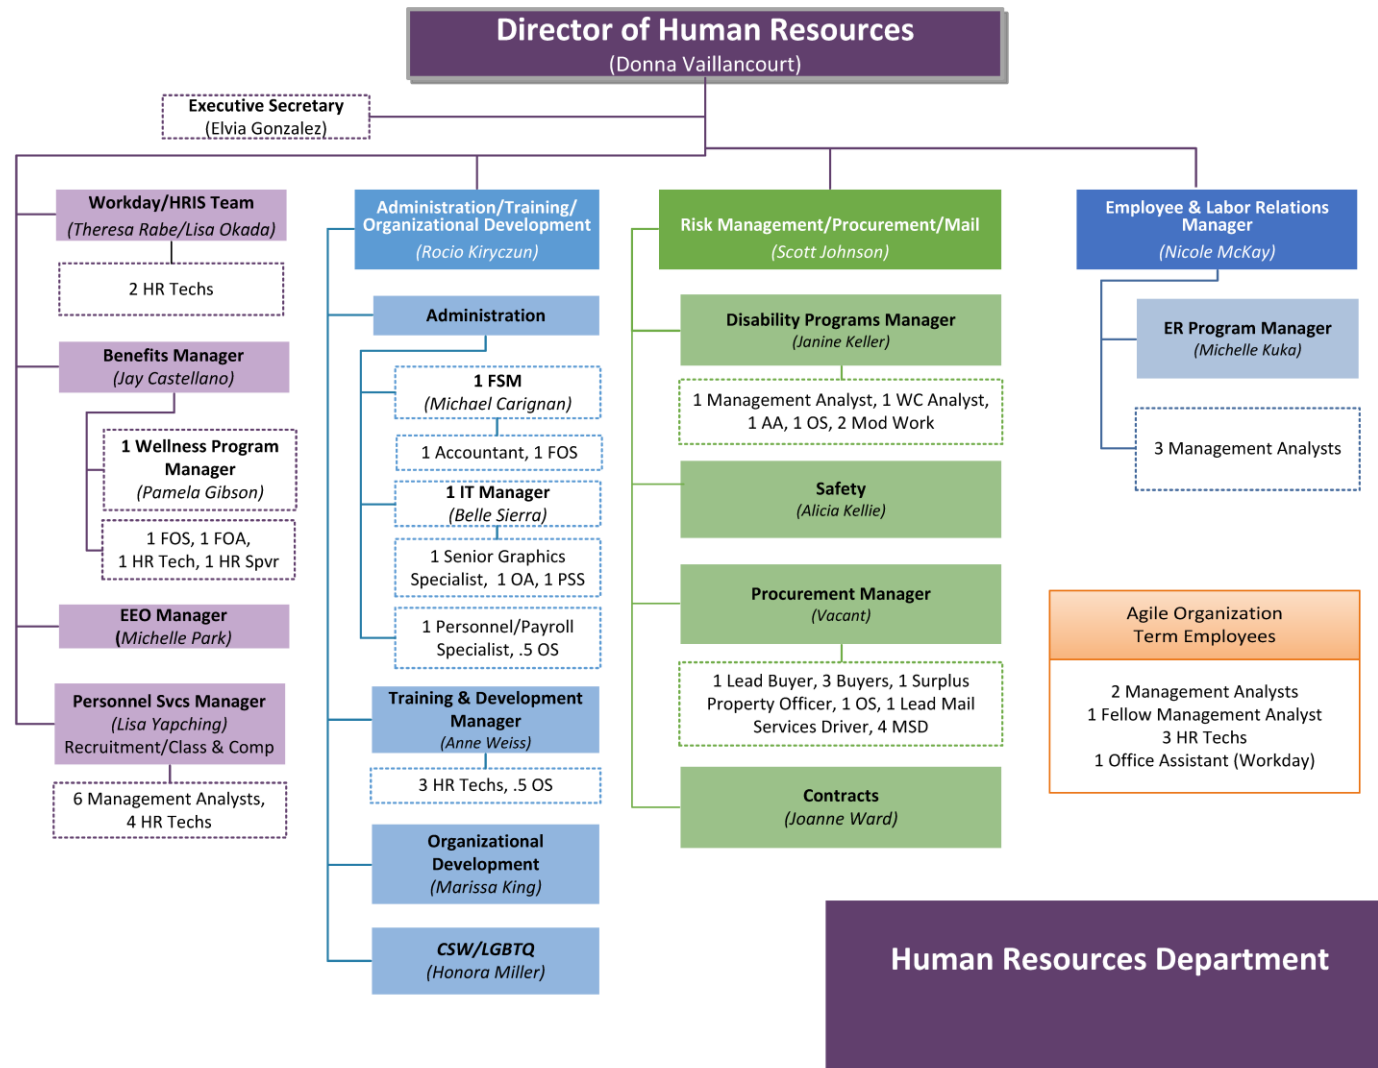 Director of Human Resources
(Donna Vaillancourt)
Executive Secretary
(Elvia Gonzalez)
Workday/HRIS Team
(Theresa Rabe/Lisa Okada)
2 HR Techs
Benefits Manager
(Jay Castellano)
1 Wellness Program
Manager
(Pamela Gibson)
1 FOS, 1 FOA,
1 HR Tech, 1 HR Spvr
EEO Manager
(Michelle Park)
Personnel Svcs Manager
(Lisa Yapching)
Recruitment/Class & Comp
6 Management Analysts,
4 HR Techs
Administration/Training/
Organizational Development
(Rocio Kiryczun)
Administration
1 FSM
(Michael Carignan)
1 Accountant, 1 FOS
1 IT Manager
(Belle Sierra)
1 Senior Graphics
Specialist, 1 OA, 1 PSS
1 Personnel/Payroll
Specialist, .5 OS
Training & Development
Manager
(Anne Weiss)
3 HR Techs, .5 OS
Organizational
Development
(Marissa King)
CSW/LGBTQ
(Honora Miller)
Risk Management/Procurement/Mail
(Scott Johnson)
Disability Programs Manager
(Janine Keller)
1 Management Analyst, 1 WC Analyst,
1 AA, 1 OS, 2 Mod Work
Safety
(Alicia Kellie)
Procurement Manager
(Vacant)
1 Lead Buyer, 3 Buyers, 1 Surplus
Property Officer, 1 OS, 1 Lead Mail
Services Driver, 4 MSD
Contracts
(Joanne Ward)
Employee & Labor Relations
Manager
(Nicole McKay)
ER Program Manager
(Michelle Kuka)
3 Management Analysts
Agile Organization
Term Employees
2 Management Analysts
1 Fellow Management Analyst
3 HR Techs
1 Office Assistant (Workday)
Human Resources Department